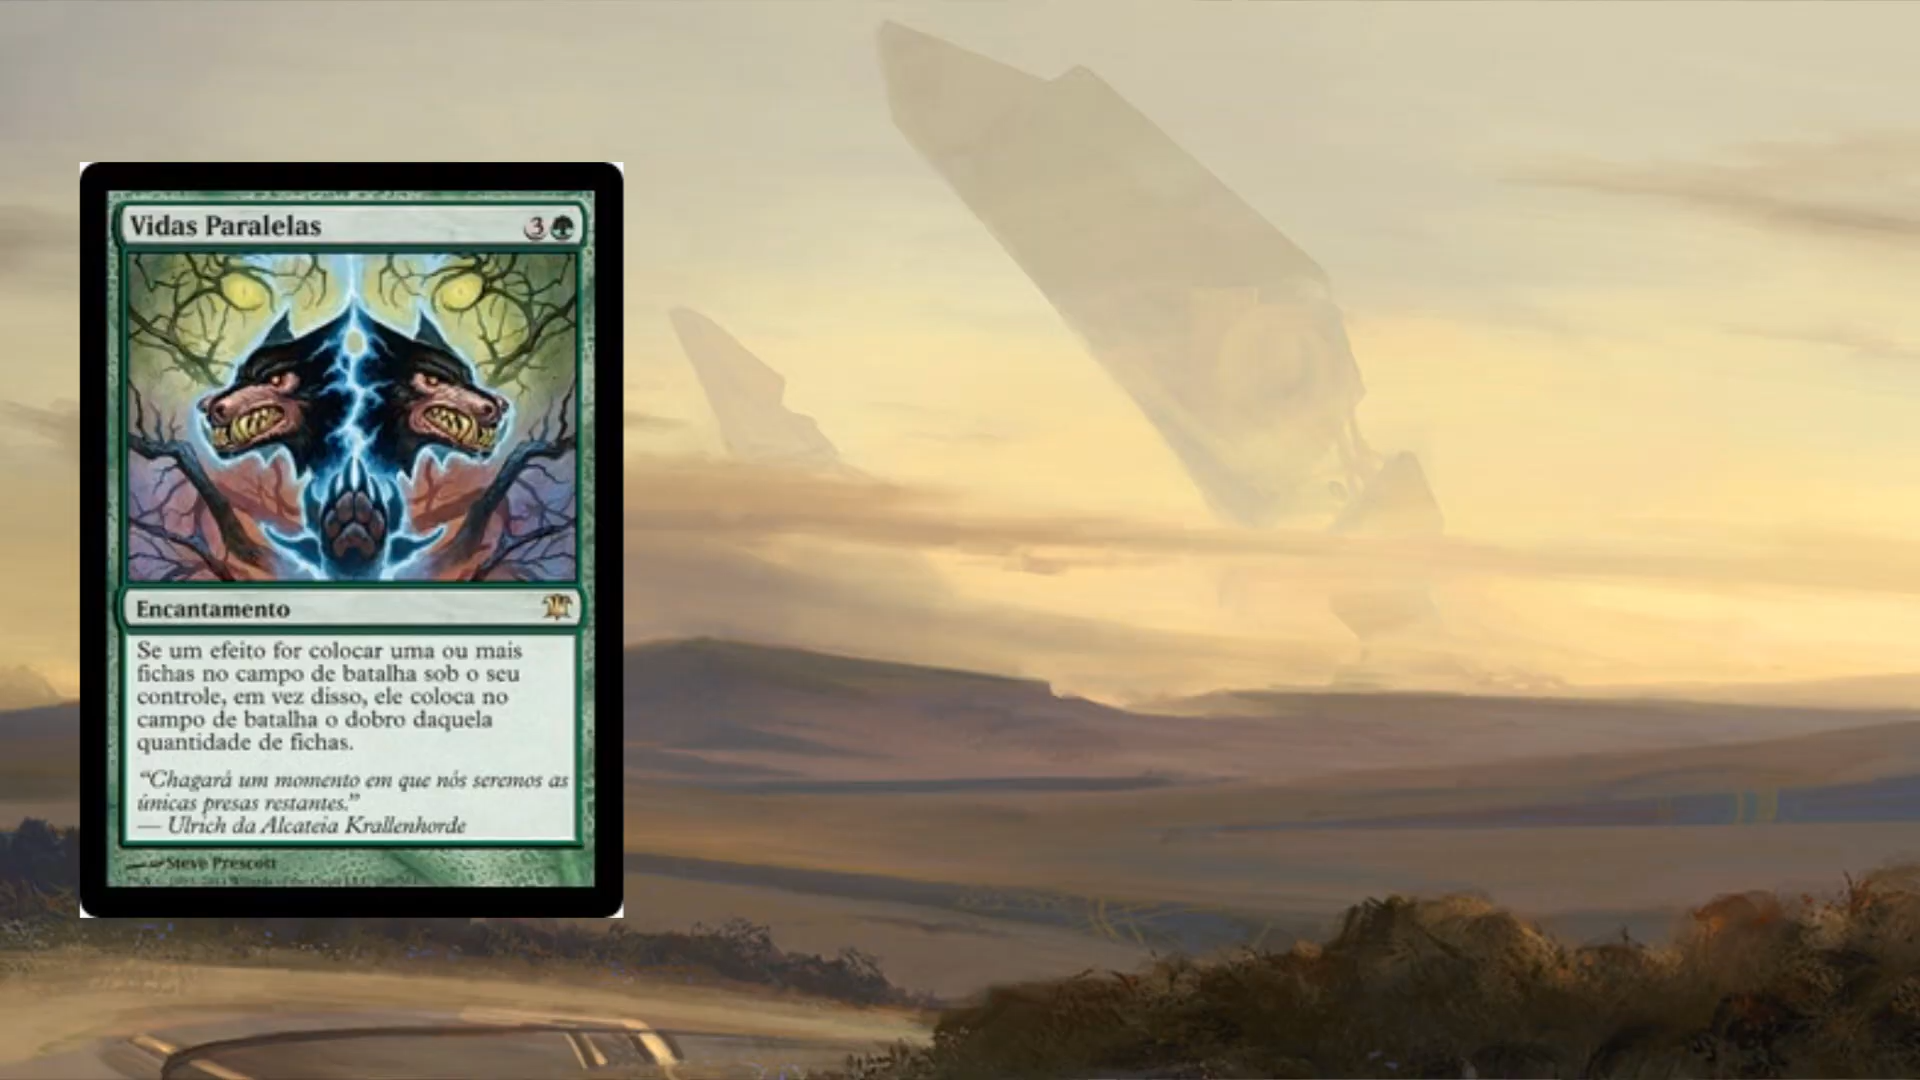 Vidas Paralelas 3
Encantamento
Se um efeito for colocar uma ou mais
fichas no campo de batalha sob o seu
controle, em vez disso, ele coloca no
campo de batalha o dobro daquela
quantidade de fichas.
“Chagará um momento em que nós seremos as
únicas presas restantes.”
— Ulrich da Alcateia Krallenhorde
Steve Prescott